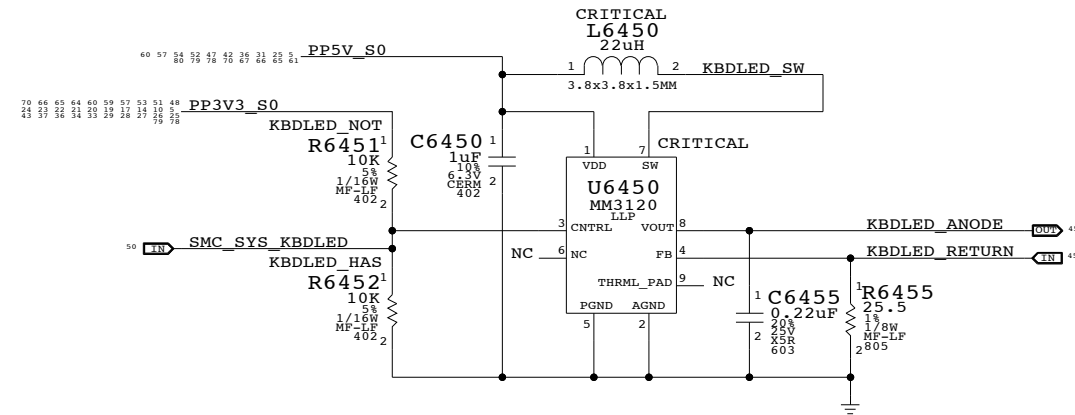 CRITICAL
L6450
22uH
1
2
KBDLED_SW
3.8x3.8x1.5MM
60 57 54 52 47 42 36 31 25 5
80 79 78 70 67 66 65 61
PP5V_S0
70 66 65 64 60 59 57 53 51 48
24 23 22 21 20 19 17 14 10 5
43 37 36 34 33 29 28 27 26 25
79 78
PP3V3_S0
KBDLED_NOT
R6451
1
10K
5%
1/16W
MF-LF
402
2
C6450
1
1uF
10%
6.3V
CERM
402
2
CRITICAL
1
7
VDD
SW
U6450
MM3120
LLP
3
CNTRL
VOUT
8
KBDLED_ANODE
OUT
50
IN
SMC_SYS_KBDLED
NC
6
NC
FB
4
KBDLED_RETURN
IN
THRML_PAD
9
NC
PGND
AGND
5
2
KBDLED_HAS
R6452
1
10K
5%
1/16W
MF-LF
402
2
1
C6455
0.22uF
20%
25V
X5R
603
2
1
R6455
25.5
1%
1/8W
MF-LF
805
2